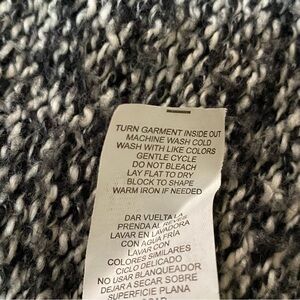 TURN GARMENT INSIDE OUT
MACHINE WASH COLD
WASH WITH LIKE COLORS
GENTLE CYCLE
DO NOT BLEACH
LAY FLAT TO DRY
BLOCK TO SHAPE
WARM IRON IF NEEDED
DAR VUELTA LA
PRENDA AL
LAVAR EN LAVADORA
CON AGUA FRÍA
LAVAR CON
COLORES SIMILARES
CICLO DELICADO
NO USAR BLANQUEADOR
DEJAR A SECAR SOBRE
SUPERFICIE PLANA